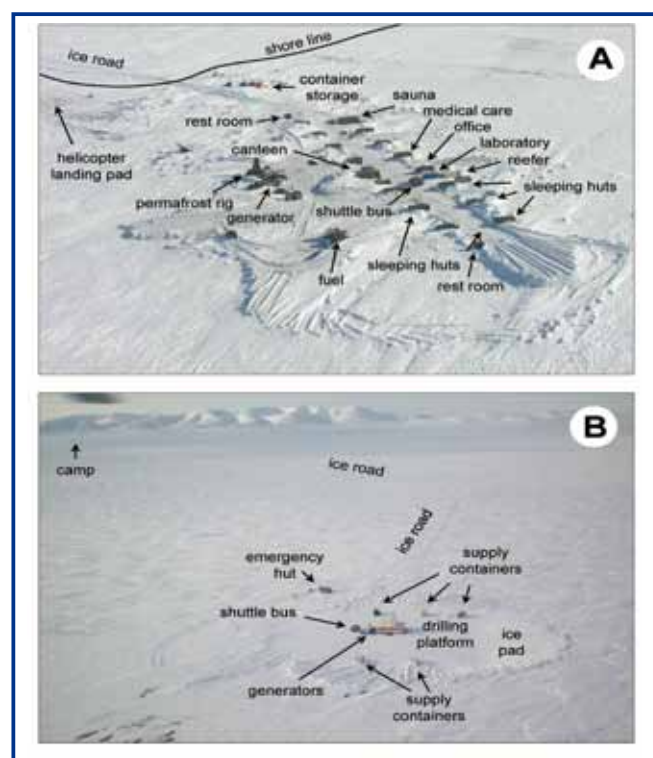 A
ice road
shore line
container
storage
sauna
rest room
medical care
office
canteen
laboratory
reefer
helicopter
landing pad
sleeping huts
permafrost rig
shuttle bus
generator
fuel
sleeping huts
rest room
B
camp
ice road
ice road
emergency
hut
supply
containers
shuttle bus
drilling
platform
ice
pad
generators
supply
containers